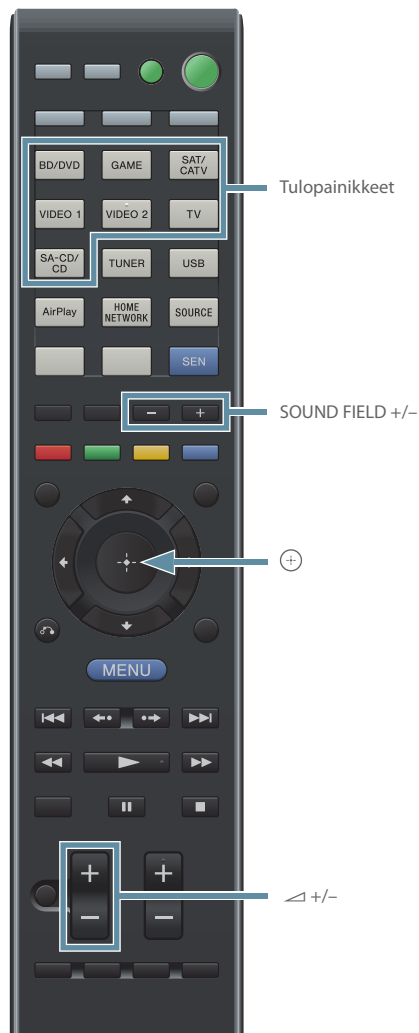 BD/DVD GAME SAT/
CATV
Tulopainikkeet
VIDEO 1 VIDEO 2 TV
SA-CD/
CD TUNER USB
AirPlay HOME
NETWORK SOURCE
SEN
– +
SOUND FIELD +/–
MENU
+ +
– –
+/–